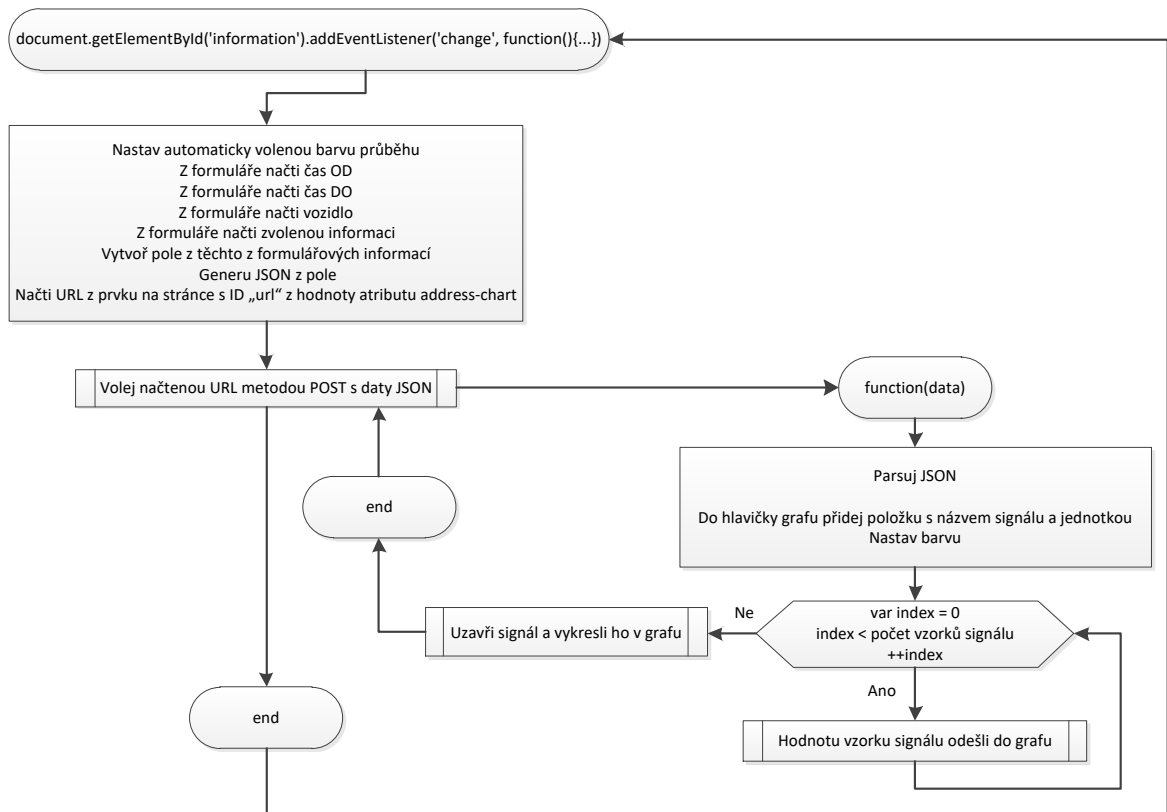 document.getElementById('information').addEventListener('change', function(){...})
Nastav automaticky volenou barvu průběhu
Z formuláře načti čas OD
Z formuláře načti čas DO
Z formuláře načti vozidlo
Z formuláře načti zvolenou informaci
Vytvoř pole z těchto z formulářových informací
Generu JSON z pole
Načti URL z prvku na stránce s ID „url“ z hodnoty atributu address-chart
Volej načtenou URL metodou POST s daty JSON
function(data)
Parsuj JSON
Do hlavičky grafu přidej položku s názvem signálu a jednotkou
Nastav barvu
var index = 0
index < počet vzorků signálu
++index
Ne
Uzavři signál a vykresli ho v grafu
end
Ano
Hodnotu vzorku signálu odešli do grafu
end